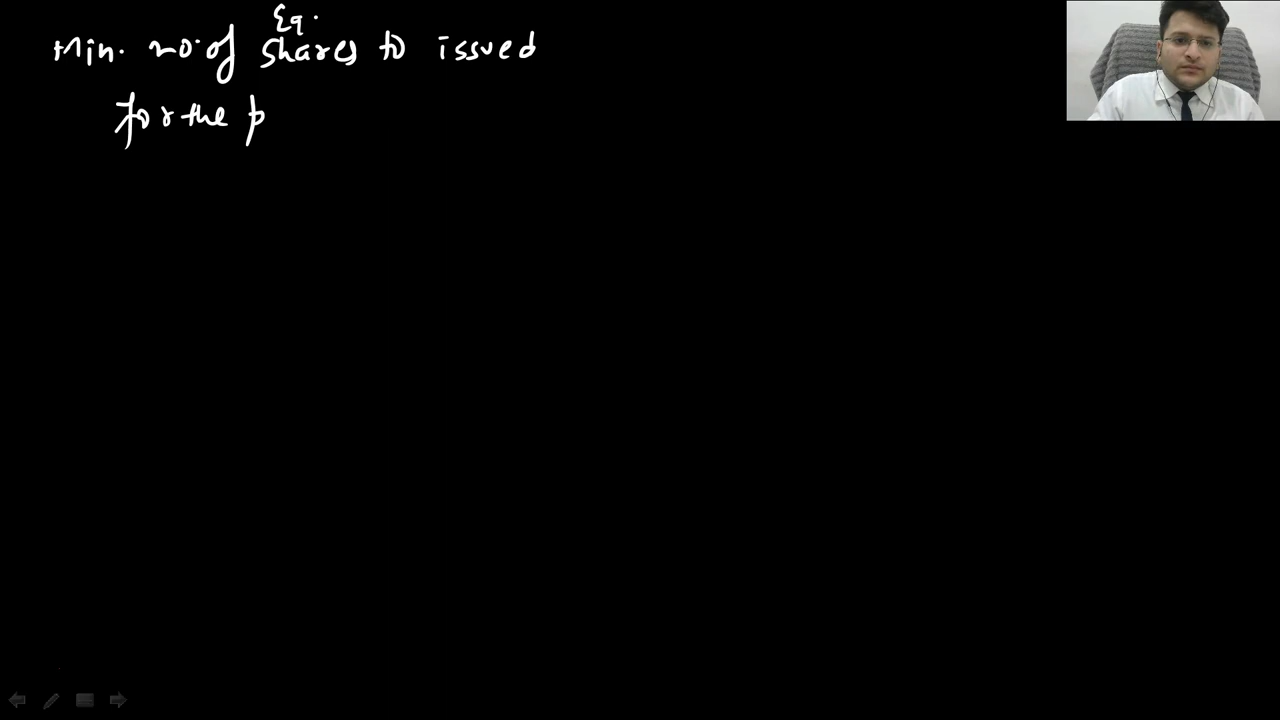 Min. no. of Eq. shares to issued
for the p